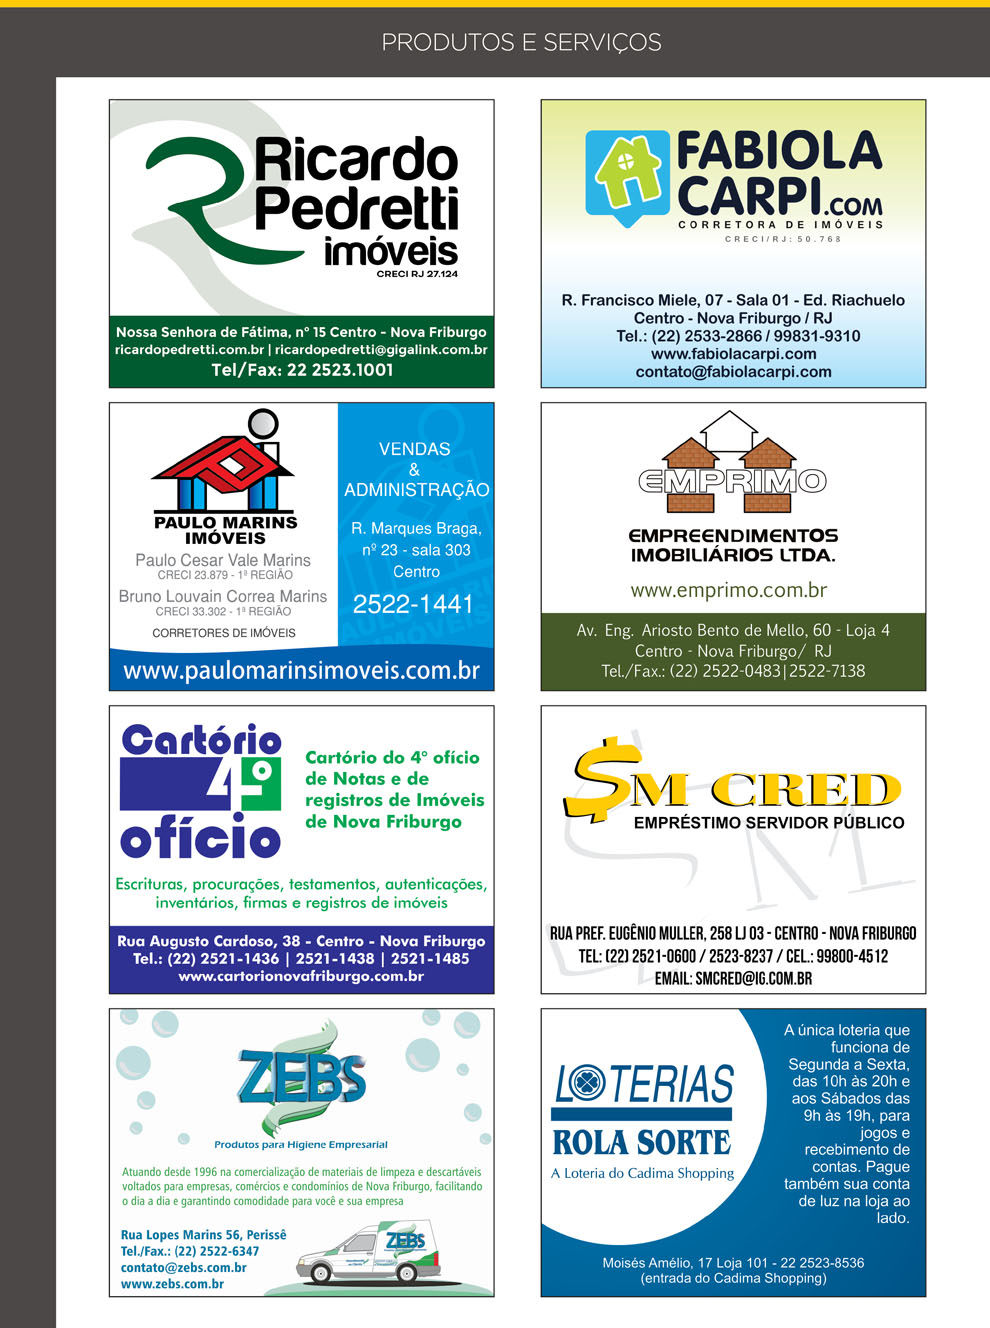 PRODUTOS E SERVIÇOS
Ricardo
Pedretti
imóveis
CRECI RJ 27.124
Nossa Senhora de Fátima, nº 15 Centro - Nova Friburgo
ricardopedretti.com.br | ricardopedretti@gigalink.com.br
Tel/Fax: 22 2523.1001
FABIOLA
CARPI.COM
CORRETORA DE IMÓVEIS
CRECI/RJ: 50.768
R. Francisco Miele, 07 - Sala 01 - Ed. Riachuelo
Centro - Nova Friburgo / RJ
Tel.: (22) 2533-2866 / 99831-9310
www.fabiolacarpi.com
contato@fabiolacarpi.com
PAULO MARINS
IMÓVEIS
Paulo Cesar Vale Marins
CRECI 23.879 - 1ª REGIÃO
Bruno Louvain Correa Marins
CRECI 33.302 - 1ª REGIÃO
CORRETORES DE IMÓVEIS
VENDAS
&
ADMINISTRAÇÃO
R. Marques Braga,
nº 23 - sala 303
Centro
2522-1441
www.paulomarinsimoveis.com.br
EMPRIMO
EMPREENDIMENTOS
IMOBILIÁRIOS LTDA.
www.emprimo.com.br
Av. Eng. Ariosto Bento de Mello, 60 - Loja 4
Centro - Nova Friburgo/ RJ
Tel./Fax.: (22) 2522-0483|2522-7138
Cartório
4º
ofício
Cartório do 4º ofício
de Notas e de
registros de Imóveis
de Nova Friburgo
Escrituras, procurações, testamentos, autenticações,
inventários, firmas e registros de imóveis
Rua Augusto Cardoso, 38 - Centro - Nova Friburgo
Tel.: (22) 2521-1436 | 2521-1438 | 2521-1485
www.cartorionovafriburgo.com.br
$M CRED
EMPRÉSTIMO SERVIDOR PÚBLICO
RUA PREF. EUGÊNIO MULLER, 258 LJ 03 - CENTRO - NOVA FRIBURGO
TEL: (22) 2521-0600 / 2523-8237 / CEL.: 99800-4512
EMAIL: SMCRED@IG.COM.BR
ZEBS
Produtos para Higiene Empresarial
Atuando desde 1996 na comercialização de materiais de limpeza e descartáveis
voltados para empresas, comércios e condomínios de Nova Friburgo, facilitando
o dia a dia e garantindo comodidade para você e sua empresa
Rua Lopes Marins 56, Perissê
Tel./Fax.: (22) 2522-6347
contato@zebs.com.br
www.zebs.com.br
ZEBS
LOTERIAS
ROLA SORTE
A Loteria do Cadima Shopping
A única loteria que
funciona de
Segunda a Sexta,
das 10h às 20h e
aos Sábados das
9h às 19h, para
jogos e
recebimento de
contas. Pague
também sua conta
de luz na loja ao
lado.
Moisés Amélio, 17 Loja 101 - 22 2523-8536
(entrada do Cadima Shopping)